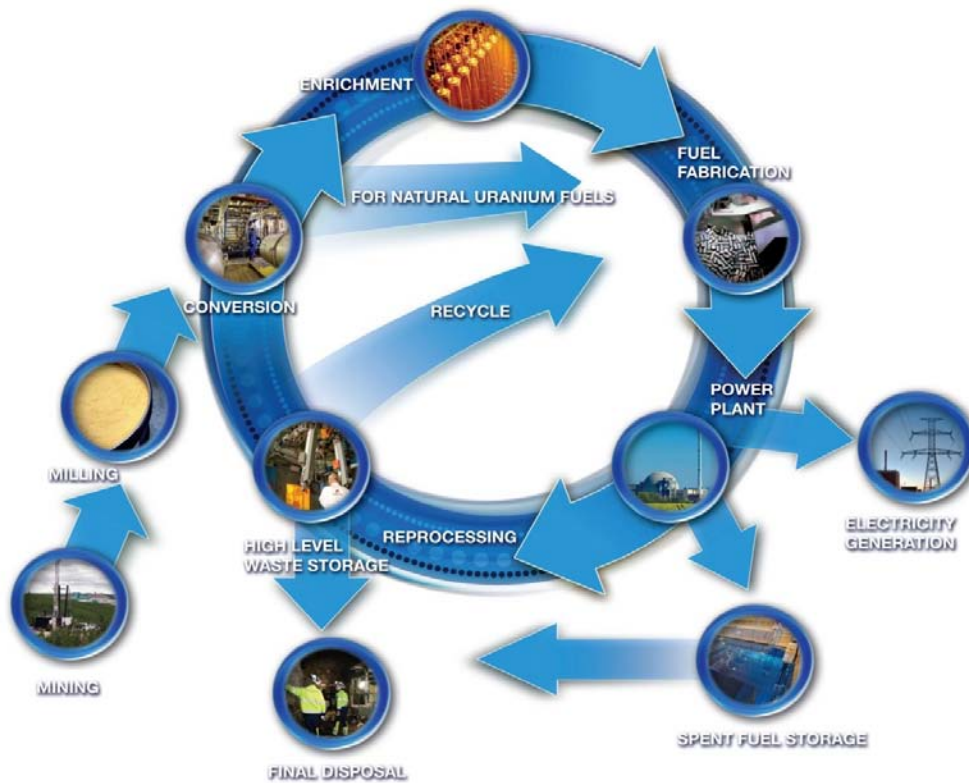 ENRICHMENT
FUEL
FABRICATION
FOR NATURAL URANIUM FUELS
CONVERSION
RECYCLE
POWER
PLANT
MILLING
ELECTRICITY
GENERATION
REPROCESSING
HIGH LEVEL
WASTE STORAGE
MINING
SPENT FUEL STORAGE
FINAL DISPOSAL